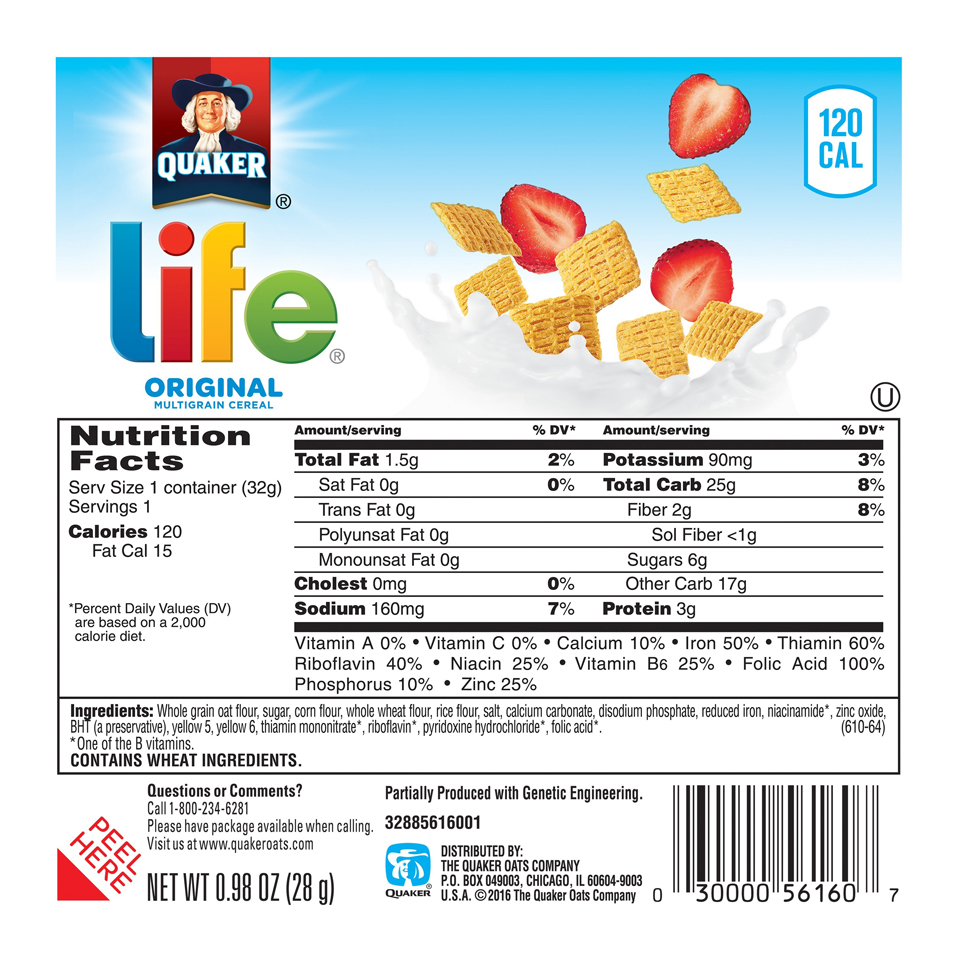 QUAKER
®
120
CAL
life
®
ORIGINAL
MULTIGRAIN CEREAL
U
Nutrition
Facts
Serv Size 1 container (32g)
Servings 1
Calories 120
Fat Cal 15
*Percent Daily Values (DV)
are based on a 2,000
calorie diet.
Amount/serving % DV* Amount/serving % DV*
Total Fat 1.5g 2% Potassium 90mg 3%
Sat Fat 0g 0% Total Carb 25g 8%
Trans Fat 0g Fiber 2g 8%
Polyunsat Fat 0g Sol Fiber <1g
Monounsat Fat 0g Sugars 6g
Cholest 0mg 0% Other Carb 17g
Sodium 160mg 7% Protein 3g
Vitamin A 0% • Vitamin C 0% • Calcium 10% • Iron 50% • Thiamin 60%
Riboflavin 40% • Niacin 25% • Vitamin B6 25% • Folic Acid 100%
Phosphorus 10% • Zinc 25%
Ingredients: Whole grain oat flour, sugar, corn flour, whole wheat flour, rice flour, salt, calcium carbonate, disodium phosphate, reduced iron, niacinamide*, zinc oxide,
BHT (a preservative), yellow 5, yellow 6, thiamin mononitrate*, riboflavin*, pyridoxine hydrochloride*, folic acid*. (610-64)
*One of the B vitamins.
CONTAINS WHEAT INGREDIENTS.
PEEL
HERE
Questions or Comments?
Call 1-800-234-6281
Please have package available when calling.
Visit us at www.quakeroats.com
NET WT 0.98 OZ (28 g)
Partially Produced with Genetic Engineering.
32885616001
QUAKER®
DISTRIBUTED BY:
THE QUAKER OATS COMPANY
P.O. BOX 049003, CHICAGO, IL 60604-9003
U.S.A. ©2016 The Quaker Oats Company
0 30000 56160 7